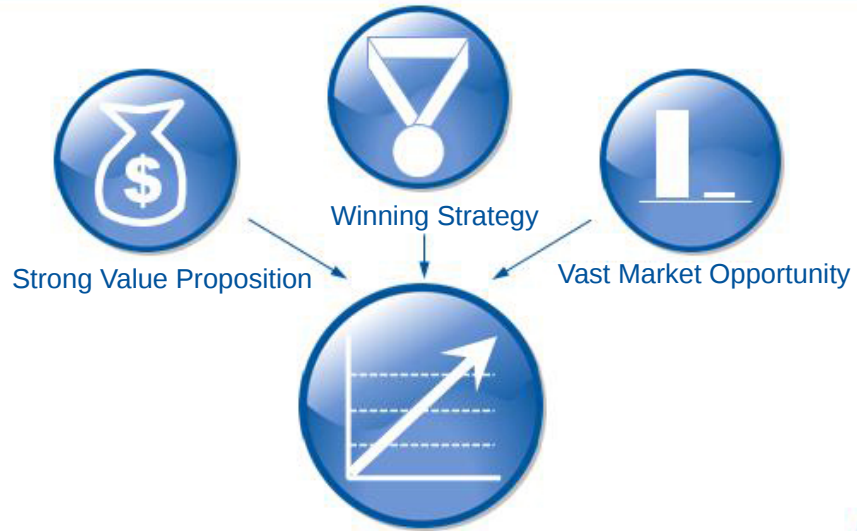 $
Winning Strategy
Strong Value Proposition
Vast Market Opportunity